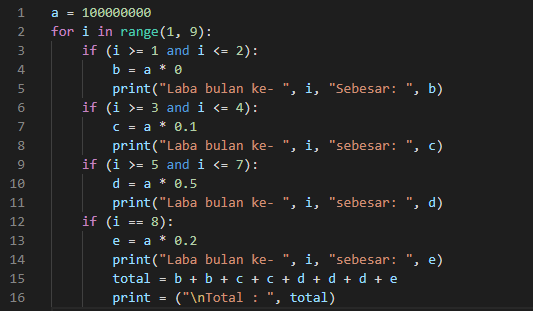 1 a = 100000000
2 for i in range(1, 9):
3     if (i >= 1 and i <= 2):
4         b = a * 0
5         print("Laba bulan ke- ", i, "Sebesar: ", b)
6     if (i >= 3 and i <= 4):
7         c = a * 0.1
8         print("Laba bulan ke- ", i, "sebesar: ", c)
9     if (i >= 5 and i <= 7):
10         d = a * 0.5
11         print("Laba bulan ke- ", i, "sebesar: ", d)
12     if (i == 8):
13         e = a * 0.2
14         print("Laba bulan ke- ", i, "sebesar: ", e)
15         total = b + b + c + c + d + d + d + e
16         print = ("\nTotal : ", total)